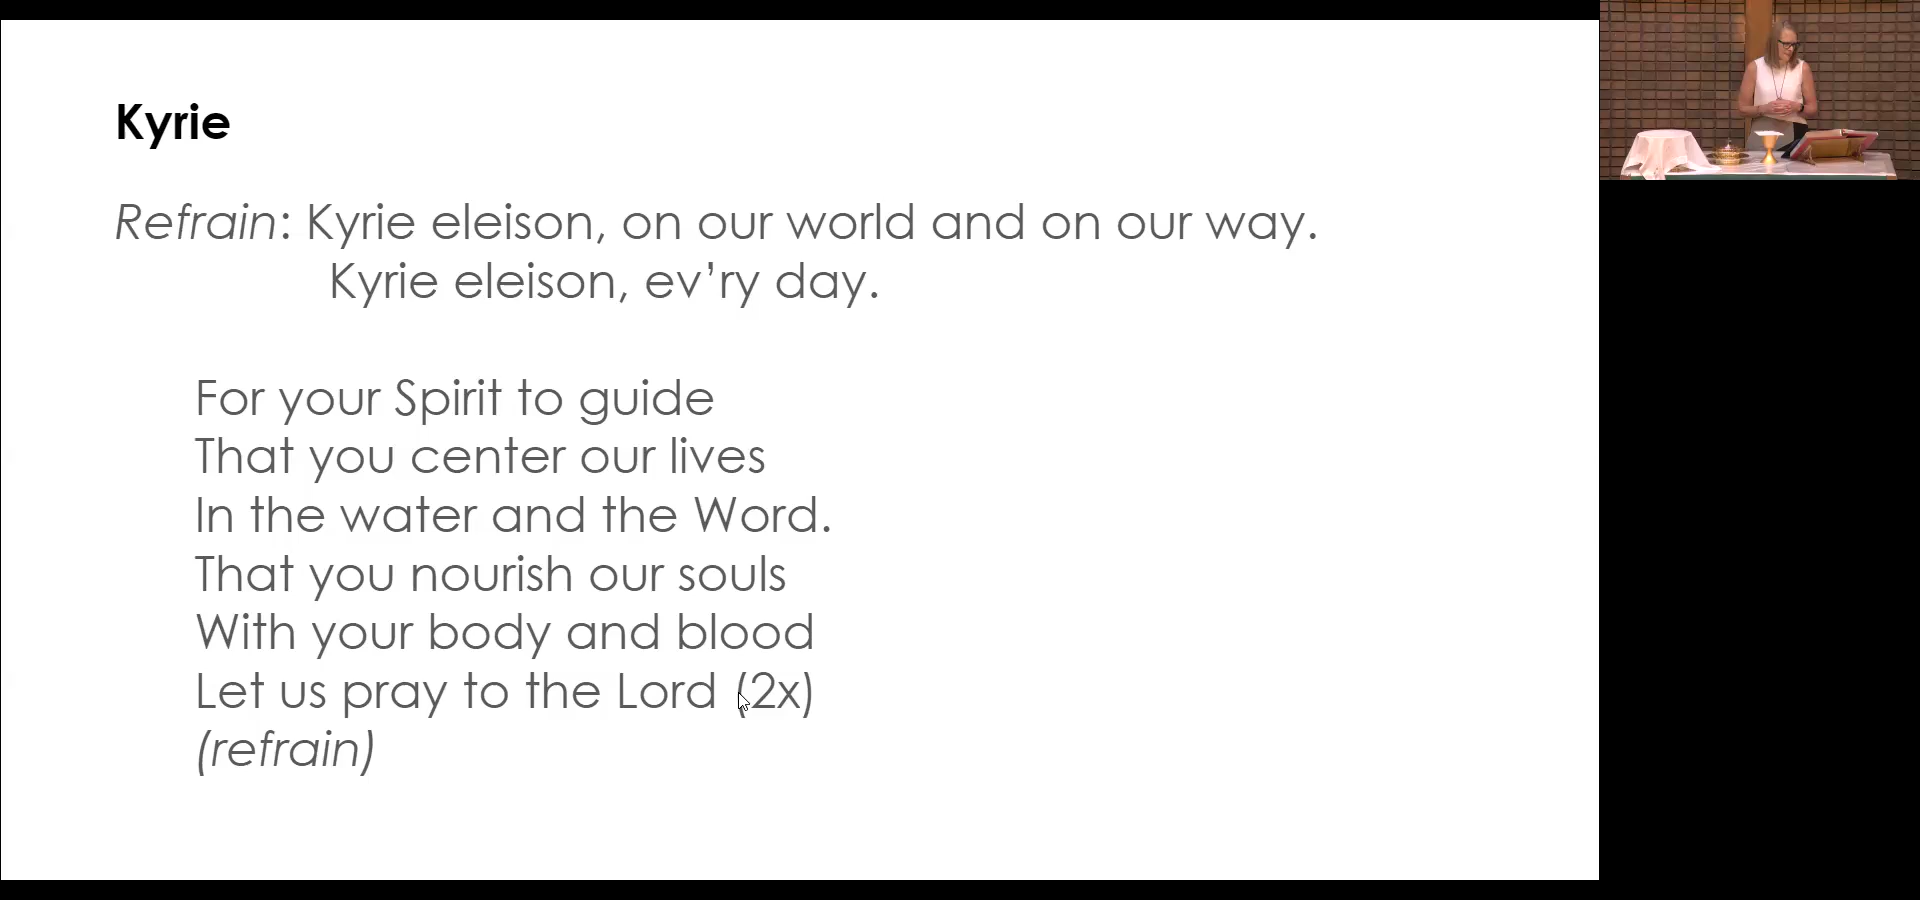 Kyrie
Refrain: Kyrie eleison, on our world and on our way.
Kyrie eleison, ev’ry day.
For your Spirit to guide
That you center our lives
In the water and the Word.
That you nourish our souls
With your body and blood
Let us pray to the Lord (2x)
(refrain)